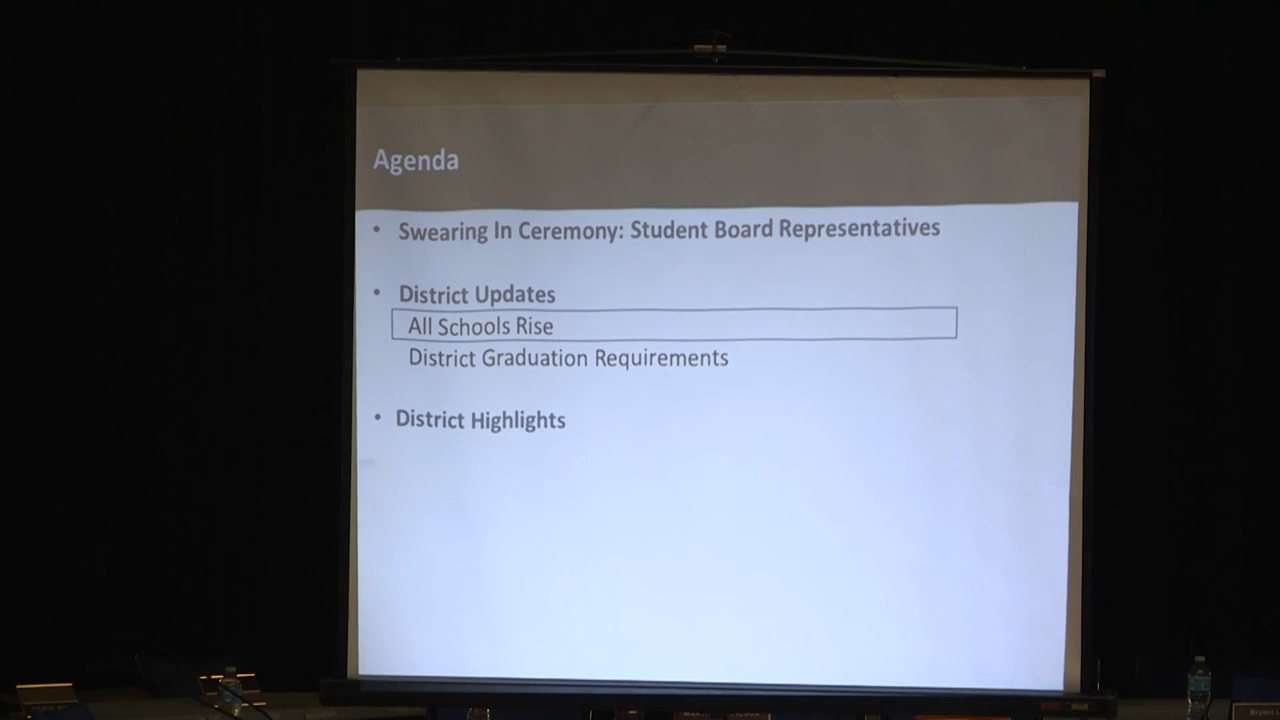 Agenda
• Swearing In Ceremony: Student Board Representatives
• District Updates
All Schools Rise
District Graduation Requirements
• District Highlights